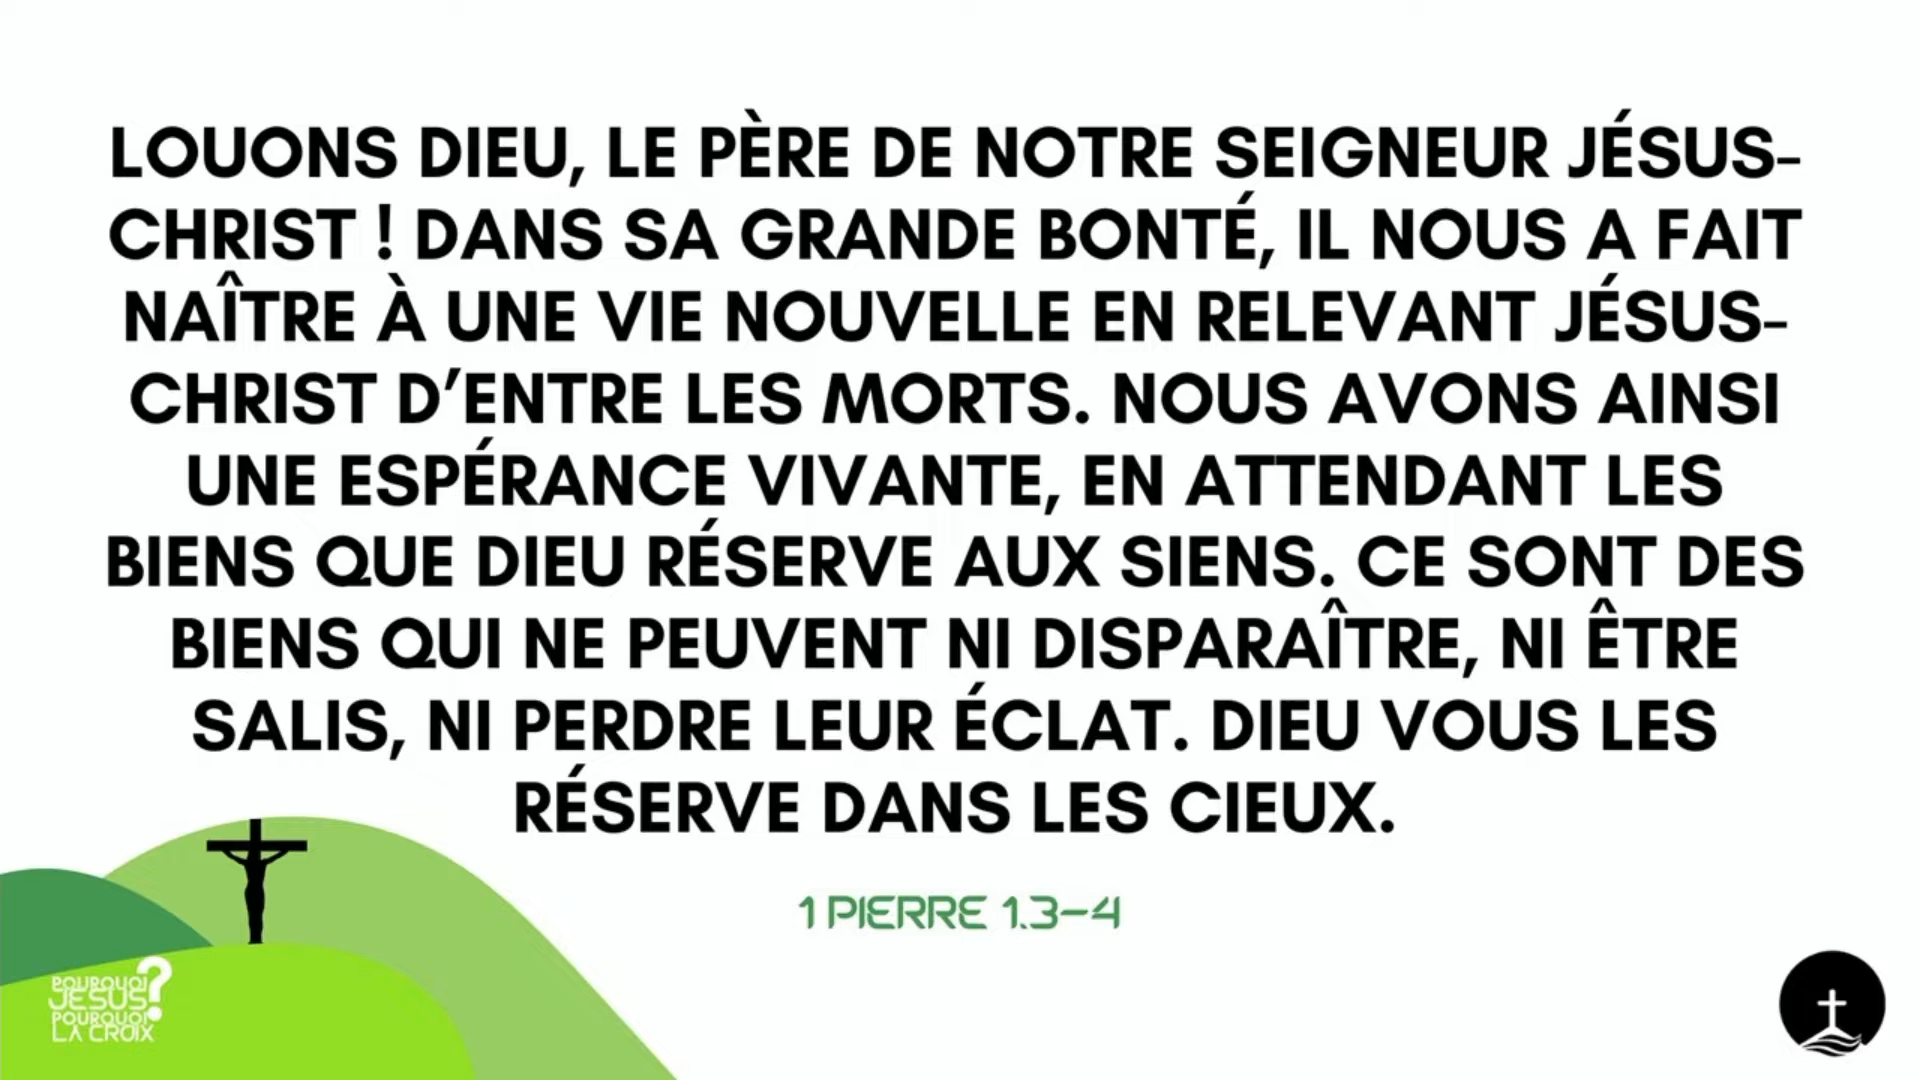 LOUONS DIEU, LE PÈRE DE NOTRE SEIGNEUR JÉSUS-
CHRIST ! DANS SA GRANDE BONTÉ, IL NOUS A FAIT
NAÎTRE À UNE VIE NOUVELLE EN RELEVANT JÉSUS-
CHRIST D’ENTRE LES MORTS. NOUS AVONS AINSI
UNE ESPÉRANCE VIVANTE, EN ATTENDANT LES
BIENS QUE DIEU RÉSERVE AUX SIENS. CE SONT DES
BIENS QUI NE PEUVENT NI DISPARAÎTRE, NI ÊTRE
SALIS, NI PERDRE LEUR ÉCLAT. DIEU VOUS LES
RÉSERVE DANS LES CIEUX.
1 PIERRE 1.3-4
POURQUOI
JESUS?
POURQUOI
LA CROIX